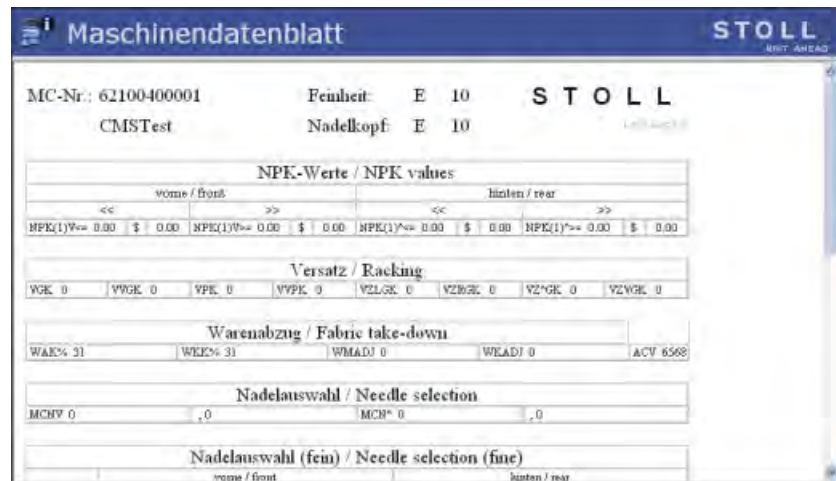 Maschinendatenblatt
STOLL
MC-Nr.: 62100400001 Feinheit: E 10 STOLL
CMSTest Nadelkopf: E 10
NPK-Werte / NPK values
vorne / front hinten / rear
<< >> << >>
NPK(1)V<= 0.00 $ 0.00 NPK(1)V>= 0.00 $ 0.00 NPK(1)^<= 0.00 $ 0.00 NPK(1)^>= 0.00 $ 0.00
Versatz / Racking
VGK 0 VVGK 0 VPK 0 VVPK 0 VZLGK 0 VZRGK 0 VZ^GK 0 VZVGK 0
Warenabzug / Fabric take-down
WAK% 31 WEK% 31 WMADJ 0 WKADJ 0 ACV 6568
Nadelauswahl / Needle selection
MCNV 0 ,0 MCN^ 0 ,0
Nadelauswahl (fein) / Needle selection (fine)
vorne / front hinten / rear